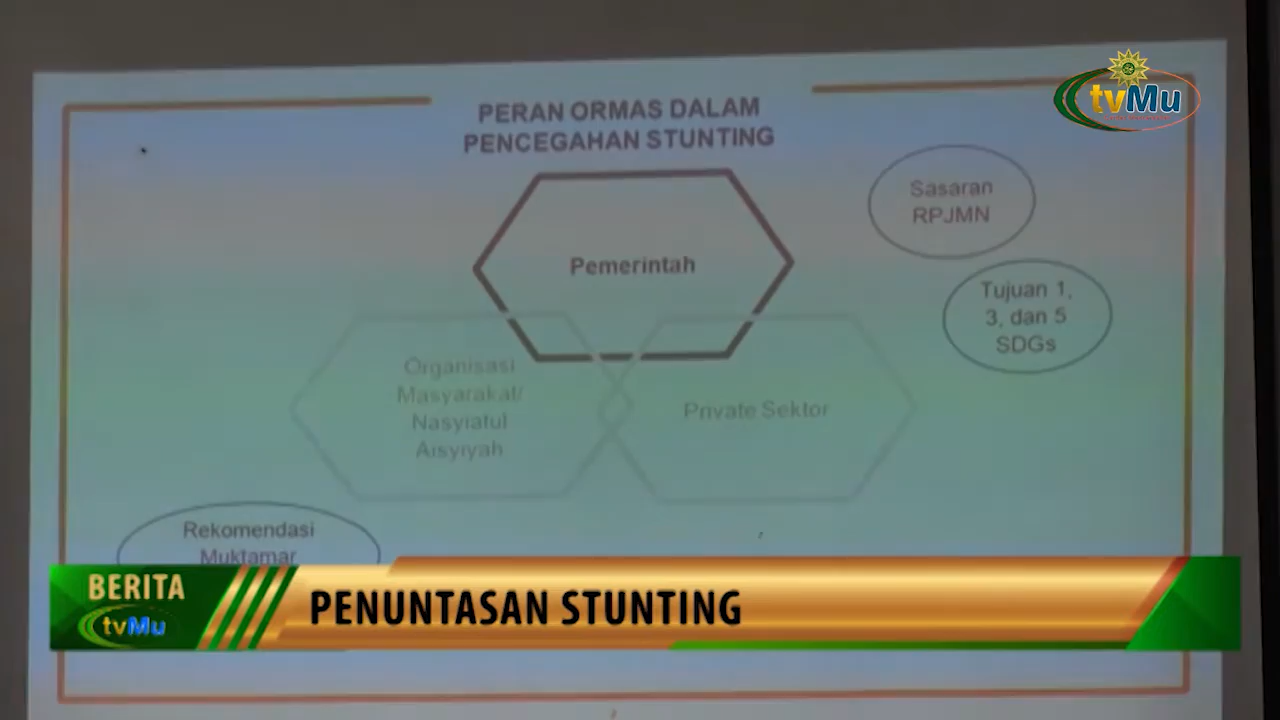 tvMu
PERAN ORMAS DALAM
PENCEGAHAN STUNTING
Sasaran
RPJMN
Pemerintah
Tujuan 1,
3, dan 5
SDGs
Organisasi
Masyarakat/
Nasyiatul
Aisyiyah
Private Sektor
Rekomendasi
Muktamar
BERITA
tvMu
PENUNTASAN STUNTING